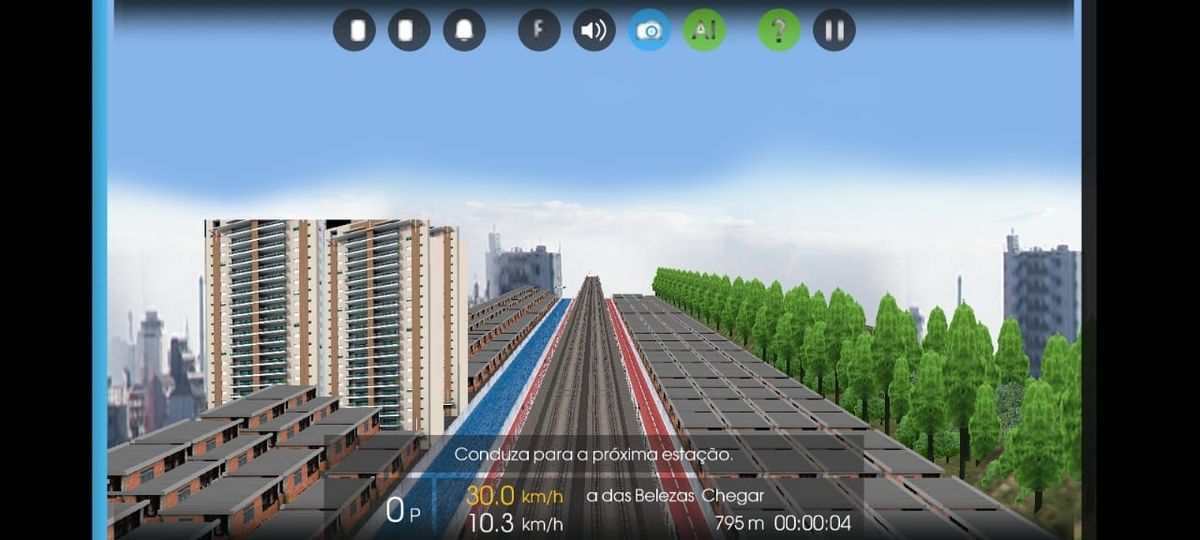 F AI ?
Conduza para a próxima estação.
0 P 30.0 km/h a das Belezas Chegar
10.3 km/h 795 m 00:00:04